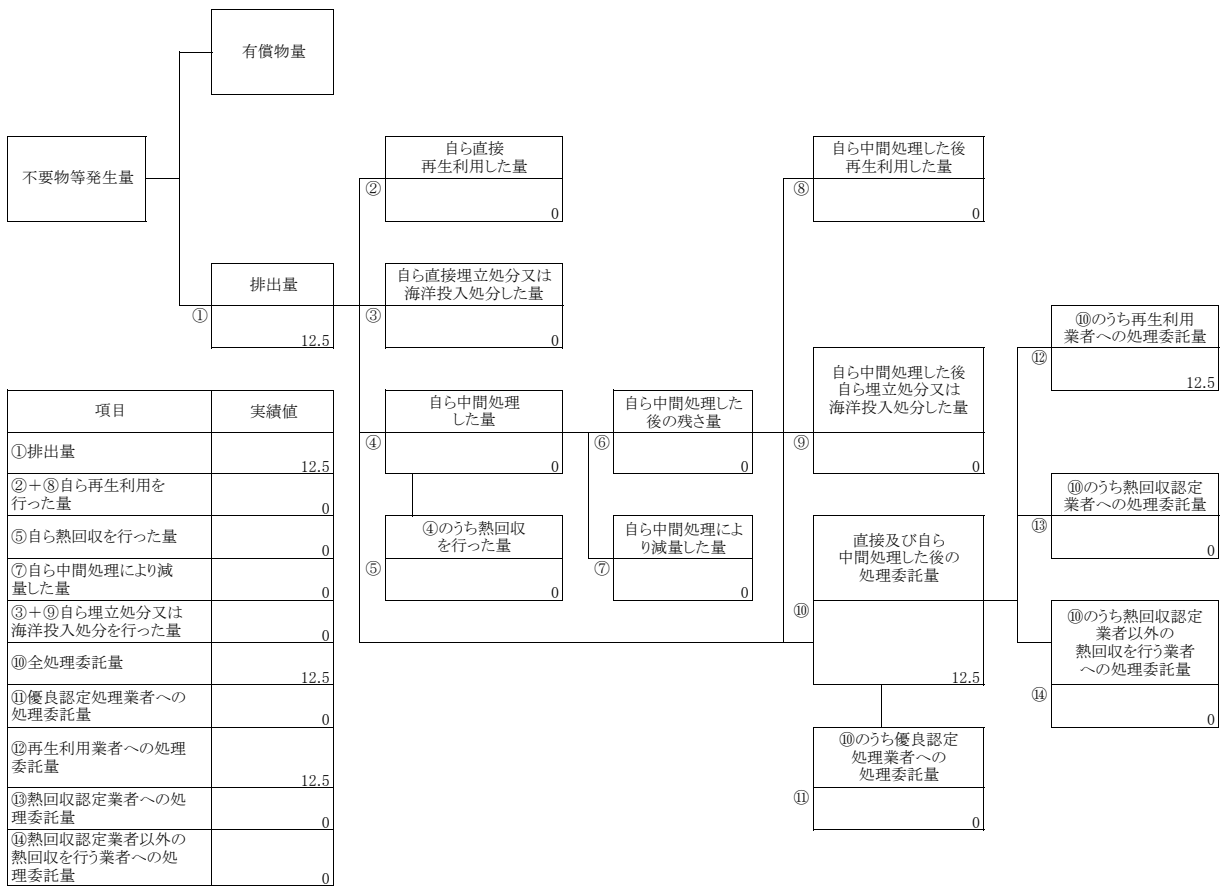 有償物量
不要物等発生量
自ら直接
再生利用した量
②
0
自ら中間処理した後
再生利用した量
⑧
0
排出量
①
12.5
自ら直接埋立処分又は
海洋投入処分した量
③
0
⑩のうち再生利用
業者への処理委託量
⑫
12.5
自ら中間処理
した量
④
0
自ら中間処理した
後の残さ量
⑥
0
自ら中間処理した後
自ら埋立処分又は
海洋投入処分した量
⑨
0
⑩のうち熱回収認定
業者への処理委託量
⑬
0
④のうち熱回収
を行った量
⑤
0
自ら中間処理によ
り減量した量
⑦
0
直接及び自ら
中間処理した後の
処理委託量
⑩
12.5
⑩のうち熱回収認定
業者以外の
熱回収を行う業者
への処理委託量
⑭
0
⑩のうち優良認定
処理業者への
処理委託量
⑪
0
項目 実績値
①排出量
12.5
②+⑧自ら再生利用を
行った量
0
⑤自ら熱回収を行った量
0
⑦自ら中間処理により減
量した量
0
③+⑨自ら埋立処分又は
海洋投入処分を行った量
0
⑩全処理委託量
12.5
⑪優良認定処理業者への
処理委託量
0
⑫再生利用業者への処理
委託量
12.5
⑬熱回収認定業者への処
理委託量
0
⑭熱回収認定業者以外の
熱回収を行う業者への処
理委託量
0